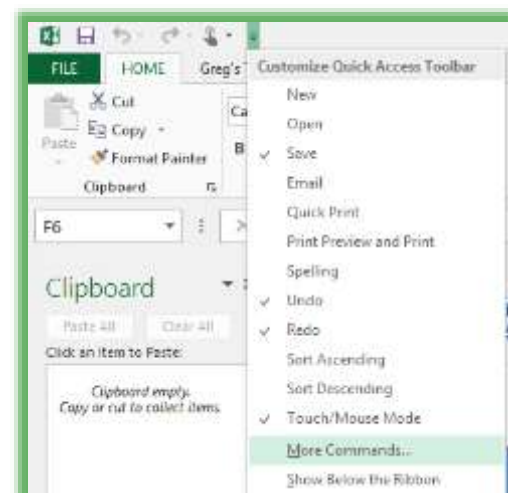 FILE HOME Greg's
Customize Quick Access Toolbar
Cut
Copy
Paste
Format Painter
Clipboard
Ca
B
F6
Clipboard
Paste All Clear All
Click an Item to Paste:
Clipboard empty.
Copy or cut to collect items.
New
Open
Save
Email
Quick Print
Print Preview and Print
Spelling
Undo
Redo
Sort Ascending
Sort Descending
Touch/Mouse Mode
More Commands...
Show Below the Ribbon